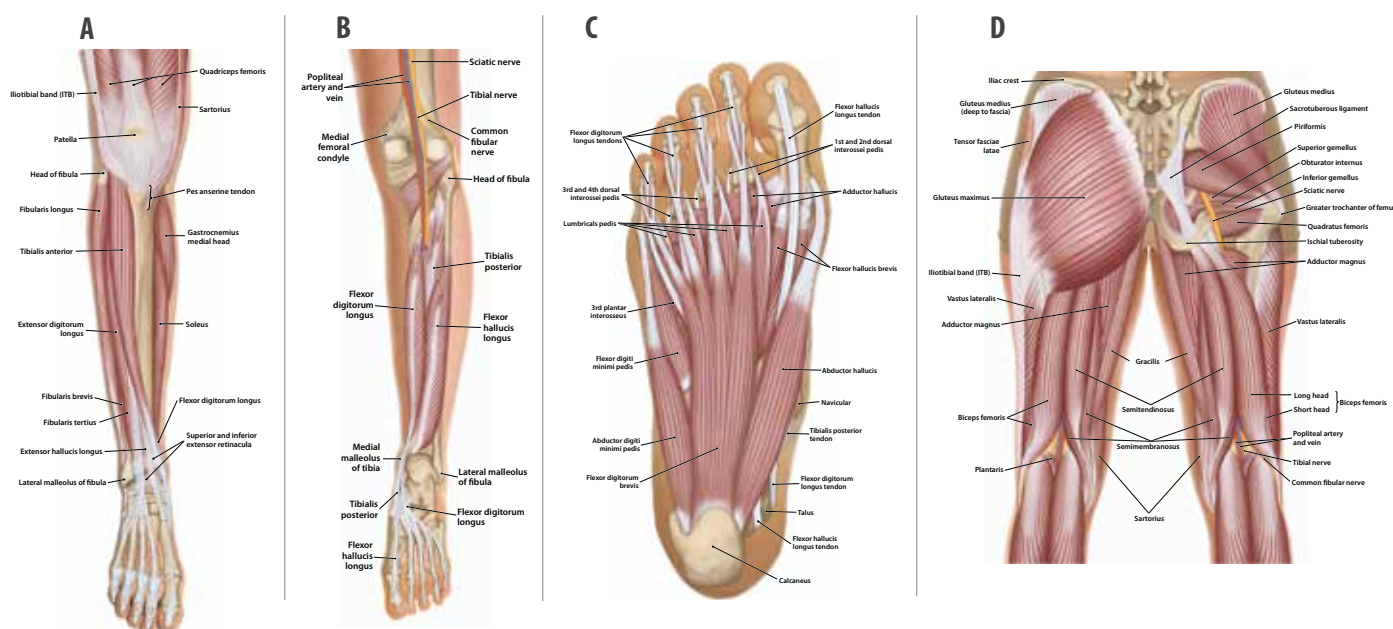 A
Quadriceps femoris
Iliotibial band (ITB)
Sartorius
Patella
Head of fibula
Pes anserine tendon
Fibularis longus
Gastrocnemius
medial head
Tibialis anterior
Extensor digitorum
longus
Soleus
Fibularis brevis
Flexor digitorum longus
Fibularis tertius
Superior and inferior
extensor retinacula
Extensor hallucis longus
Lateral malleolus of fibula
B
Sciatic nerve
Popliteal
artery and
vein
Tibial nerve
Medial
femoral
condyle
Common
fibular
nerve
Head of fibula
Tibialis
posterior
Flexor
digitorum
longus
Flexor
hallucis
longus
Medial
malleolus
of tibia
Lateral malleolus
of fibula
Tibialis
posterior
Flexor digitorum
longus
Flexor
hallucis
longus
C
Flexor hallucis
longus tendon
Flexor digitorum
longus tendons
1st and 2nd dorsal
interossei pedis
3rd and 4th dorsal
interossei pedis
Adductor hallucis
Lumbricals pedis
Flexor hallucis brevis
3rd plantar
interosseus
Flexor digiti
minimi pedis
Abductor hallucis
Navicular
Abductor digiti
minimi pedis
Tibialis posterior
tendon
Flexor digitorum
brevis
Flexor digitorum
longus tendon
Talus
Flexor hallucis
longus tendon
Calcaneus
D
Iliac crest
Gluteus medius
Gluteus medius
(deep to fascia)
Sacrotuberous ligament
Piriformis
Tensor fasciae
latae
Superior gemellus
Obturator internus
Inferior gemellus
Sciatic nerve
Gluteus maximus
Greater trochanter of femu
Quadratus femoris
Ischial tuberosity
Adductor magnus
Iliotibial band (ITB)
Vastus lateralis
Adductor magnus
Vastus lateralis
Gracilis
Long head
Short head
Biceps femoris
Semitendinosus
Biceps femoris
Semimembranosus
Popliteal artery
and vein
Tibial nerve
Plantaris
Common fibular nerve
Sartorius